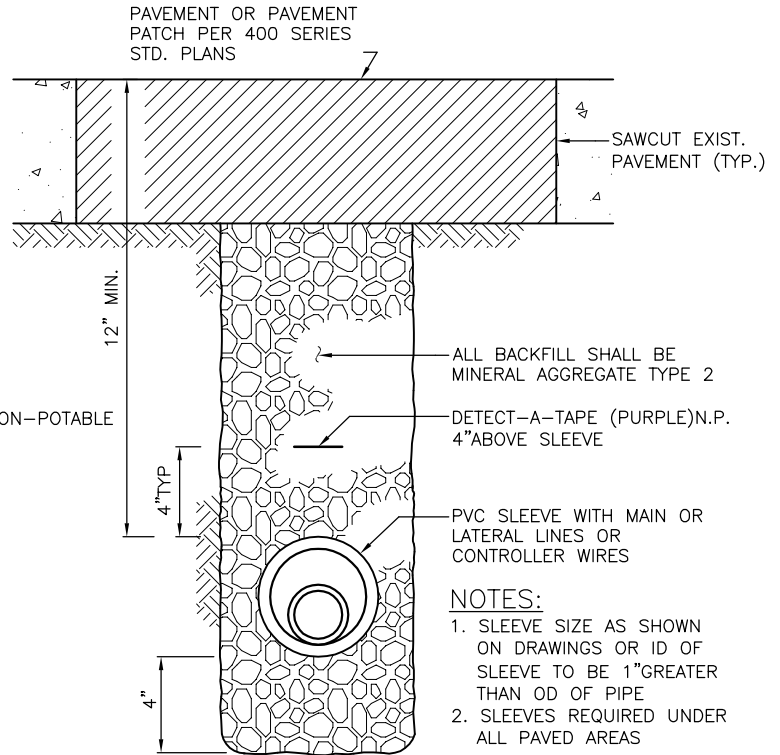 PAVEMENT OR PAVEMENT
PATCH PER 400 SERIES
STD. PLANS
SAWCUT EXIST.
PAVEMENT (TYP.)
12" MIN.
ALL BACKFILL SHALL BE
MINERAL AGGREGATE TYPE 2
ON-POTABLE
DETECT-A-TAPE (PURPLE)N.P.
4"ABOVE SLEEVE
4"TYP
PVC SLEEVE WITH MAIN OR
LATERAL LINES OR
CONTROLLER WIRES
4"
NOTES:
1. SLEEVE SIZE AS SHOWN
ON DRAWINGS OR ID OF
SLEEVE TO BE 1"GREATER
THAN OD OF PIPE
2. SLEEVES REQUIRED UNDER
ALL PAVED AREAS